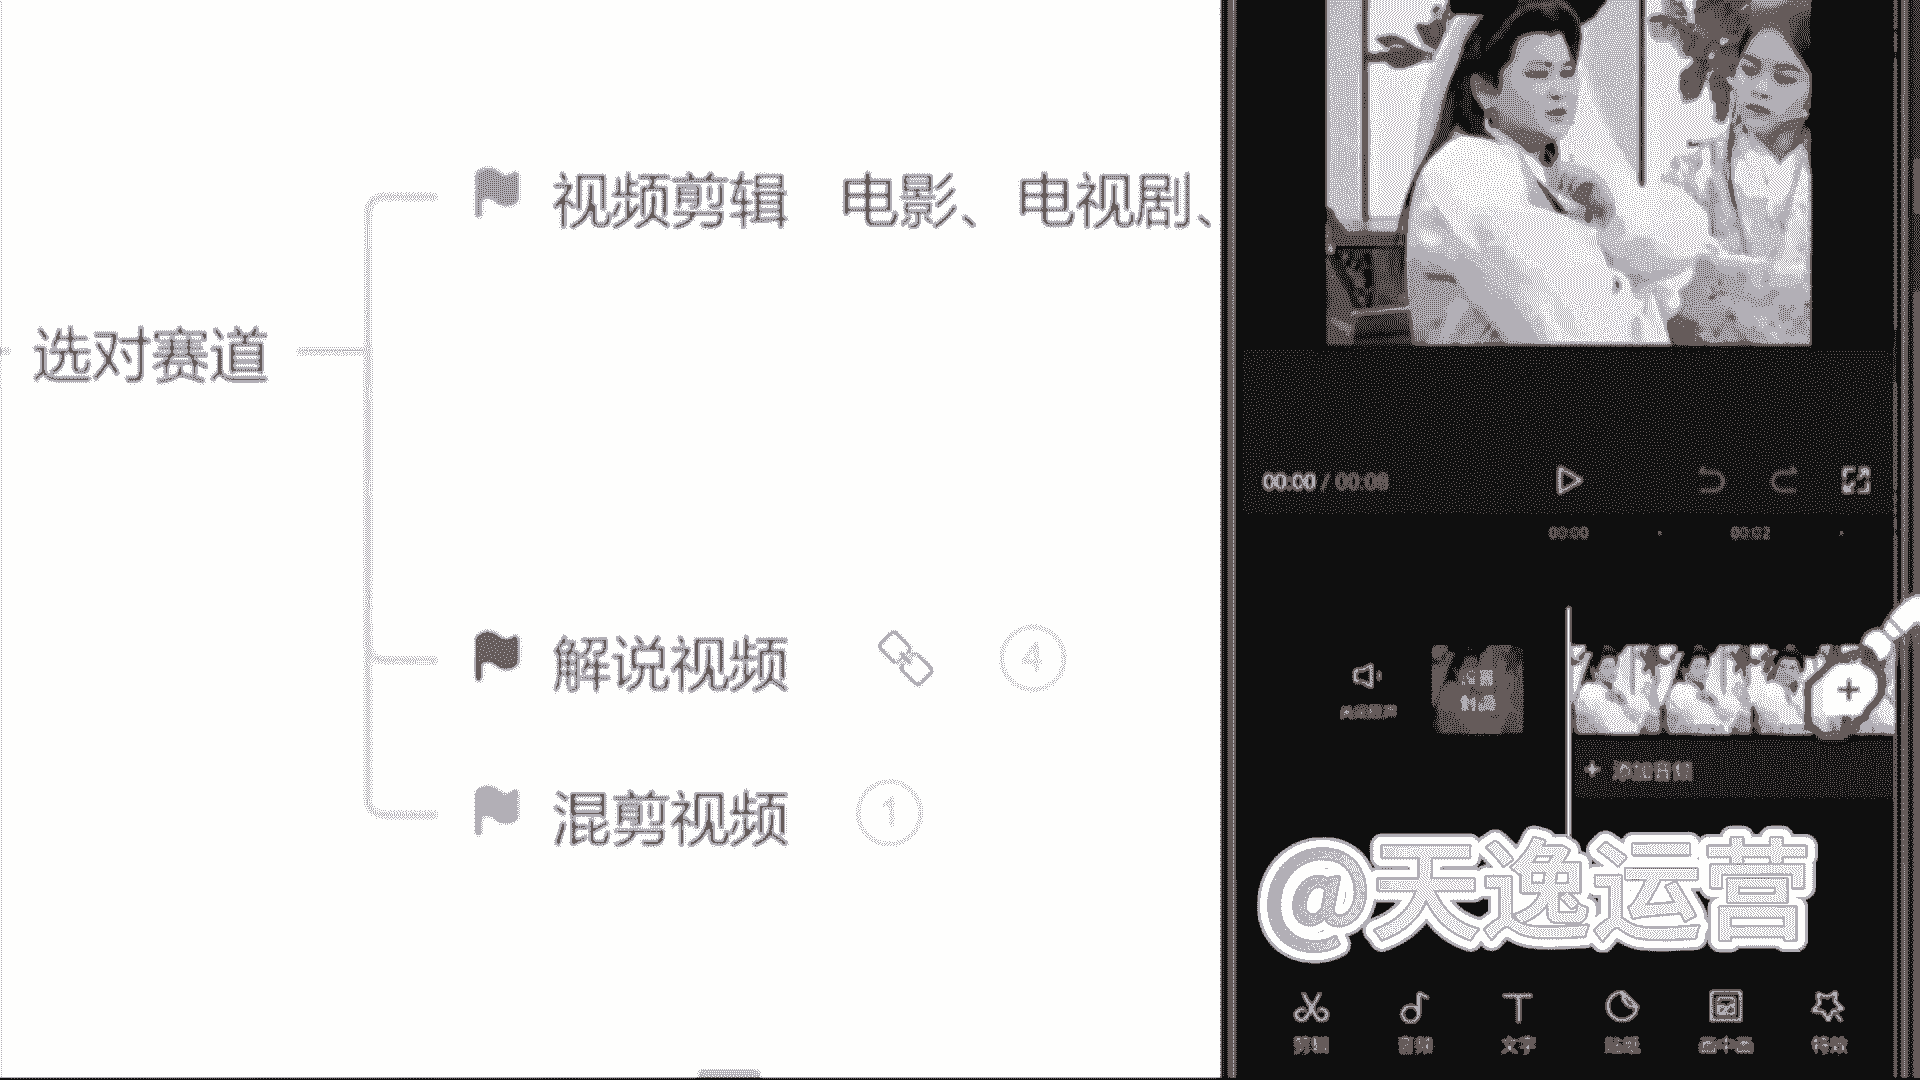 视频剪辑 电影、电视剧、
选对赛道
解说视频 4
混剪视频 1
00:00 / 00:08
00:00 00:02
设置
封面
关闭原声
+ 添加音频
@天逸运营
剪辑 音频 文字 贴纸 画中画 特效